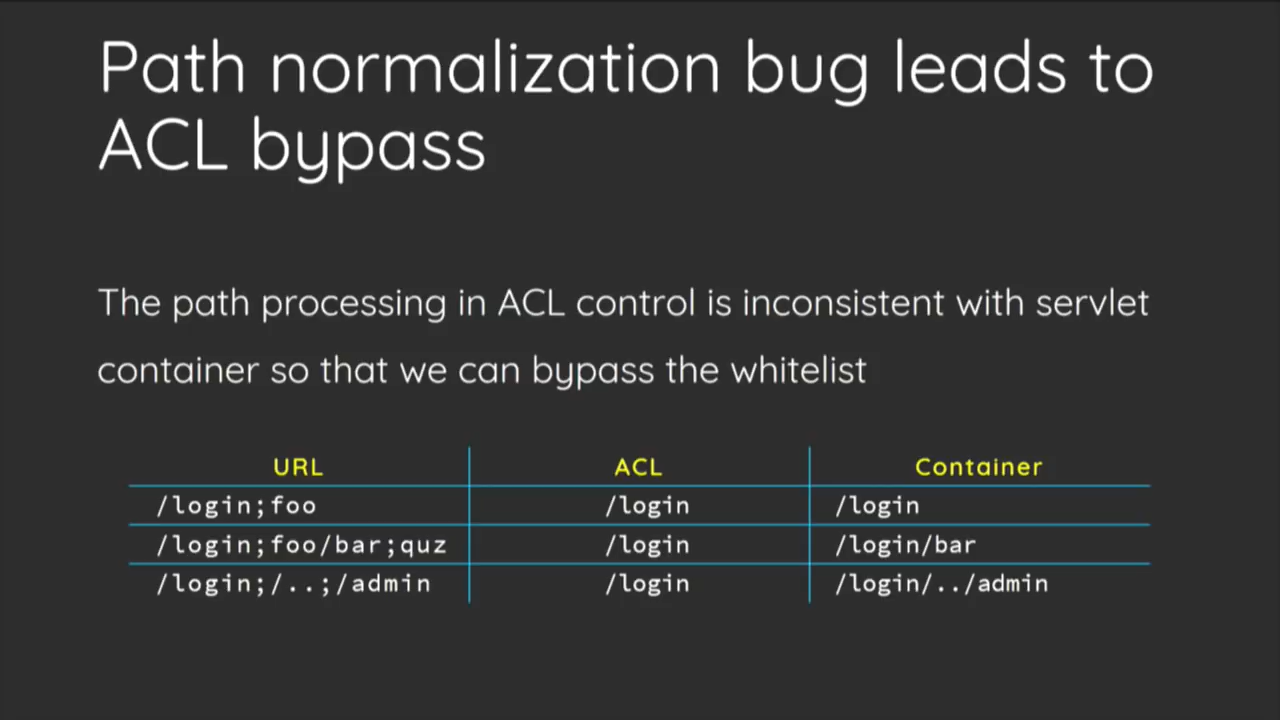 Path normalization bug leads to
ACL bypass
The path processing in ACL control is inconsistent with servlet
container so that we can bypass the whitelist
URL ACL Container
/login;foo /login /login
/login;foo/bar;quz /login /login/bar
/login;/..;/admin /login /login/../admin